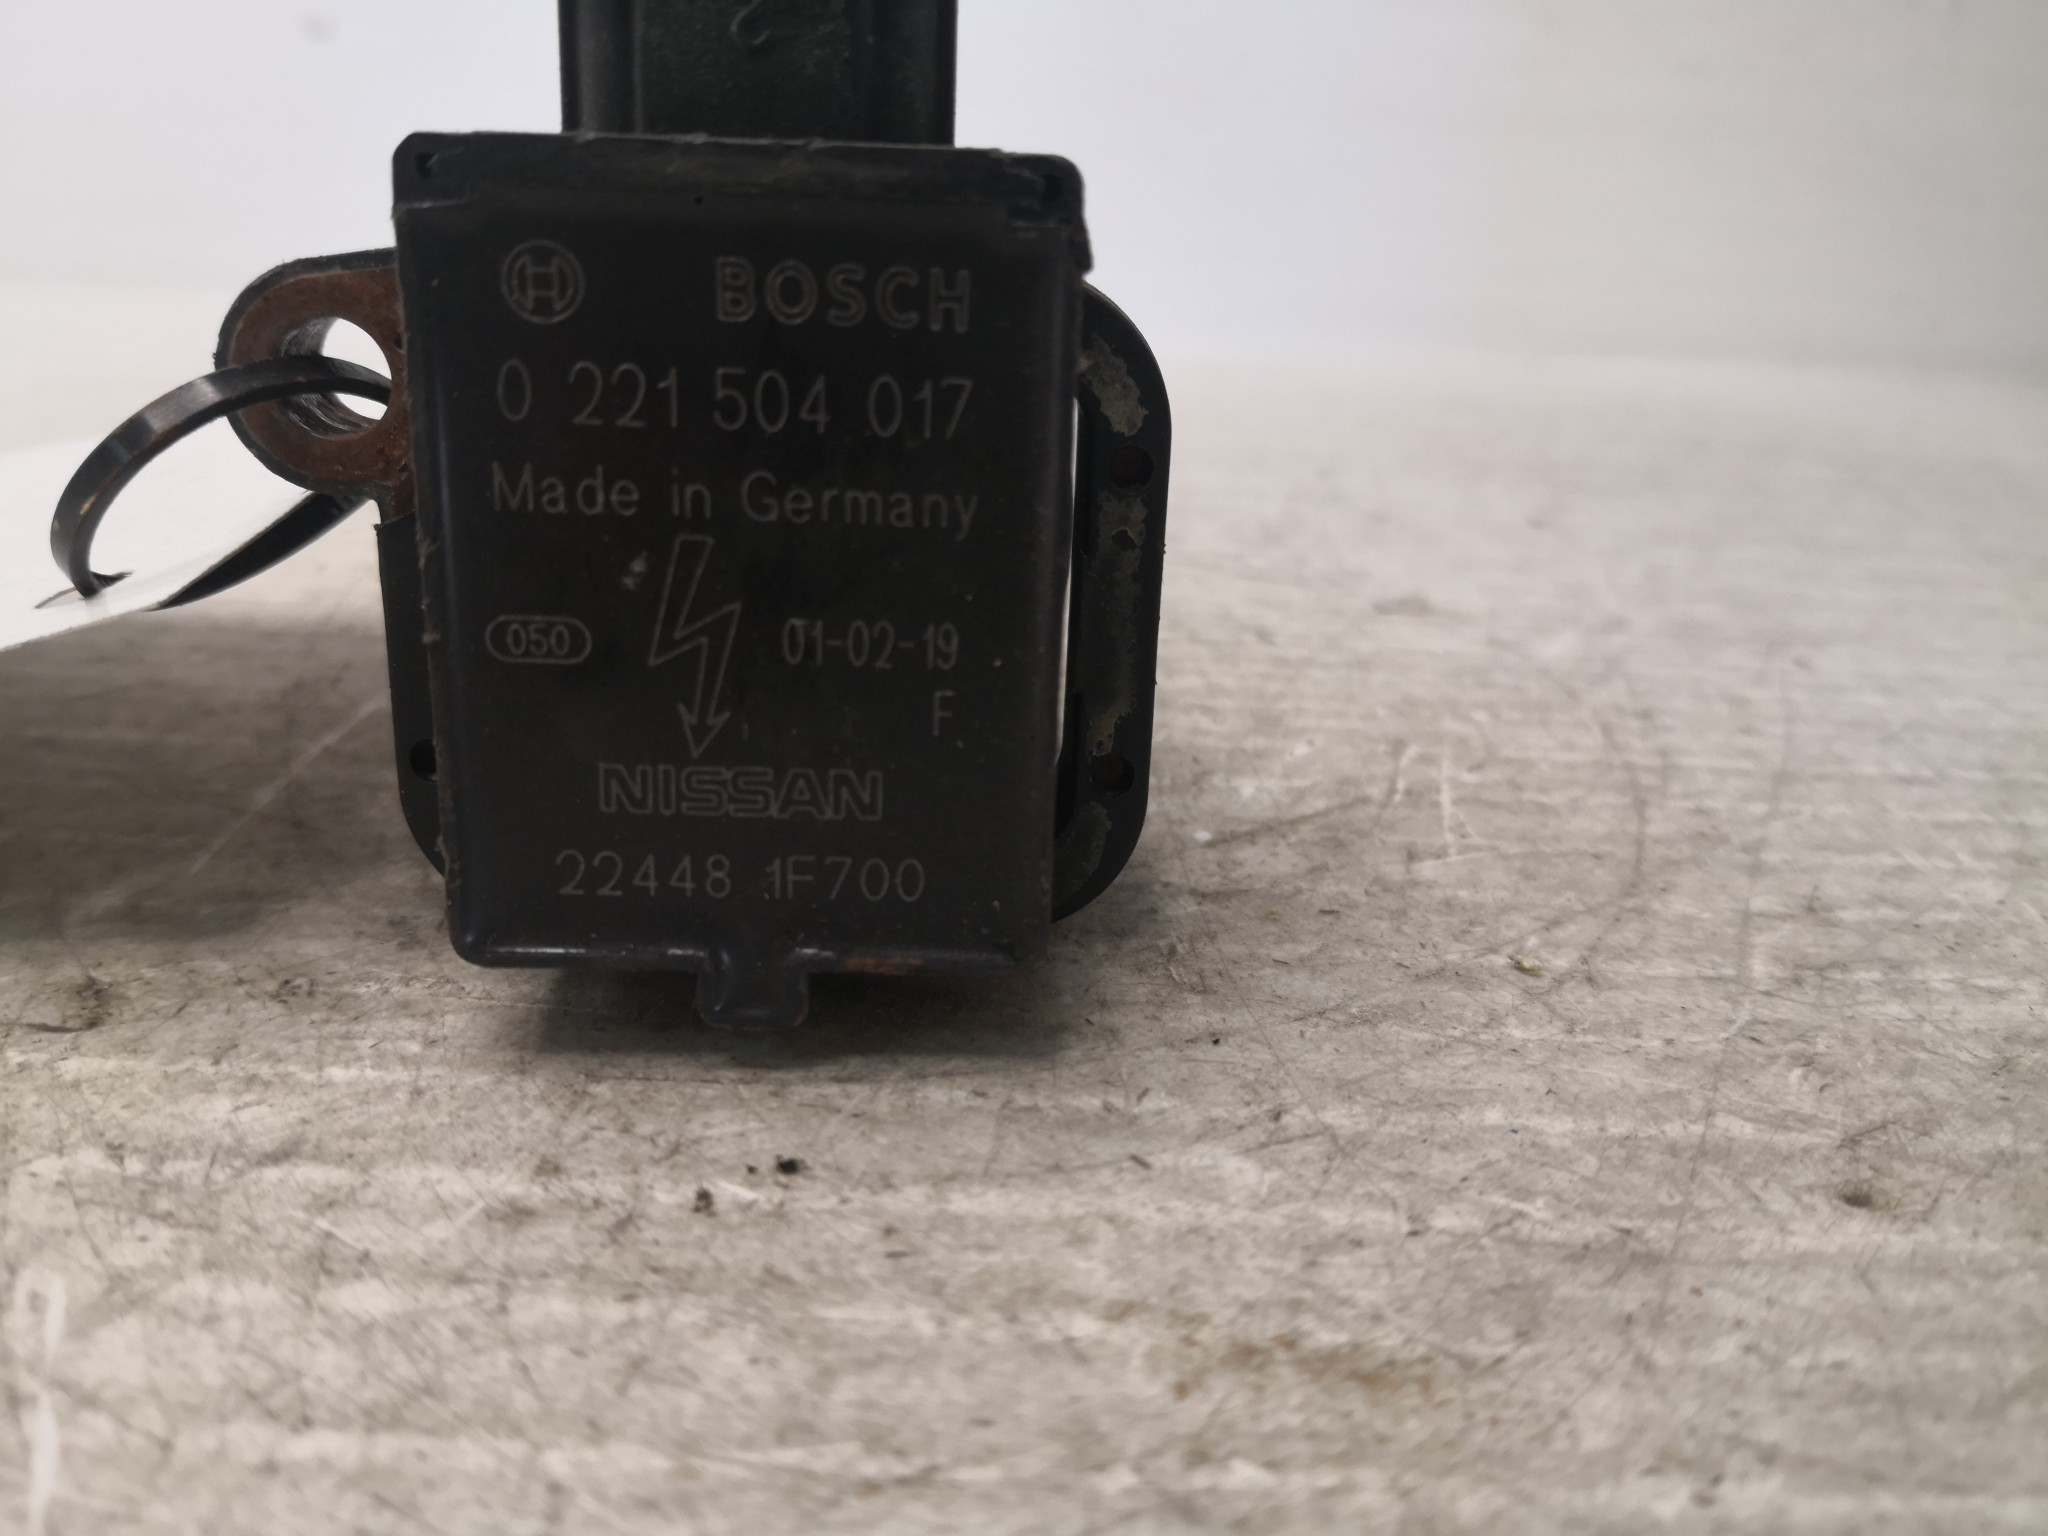 BOSCH
0 221 504 017
Made in Germany
050 01-02-19
F
NISSAN
22448 1F700